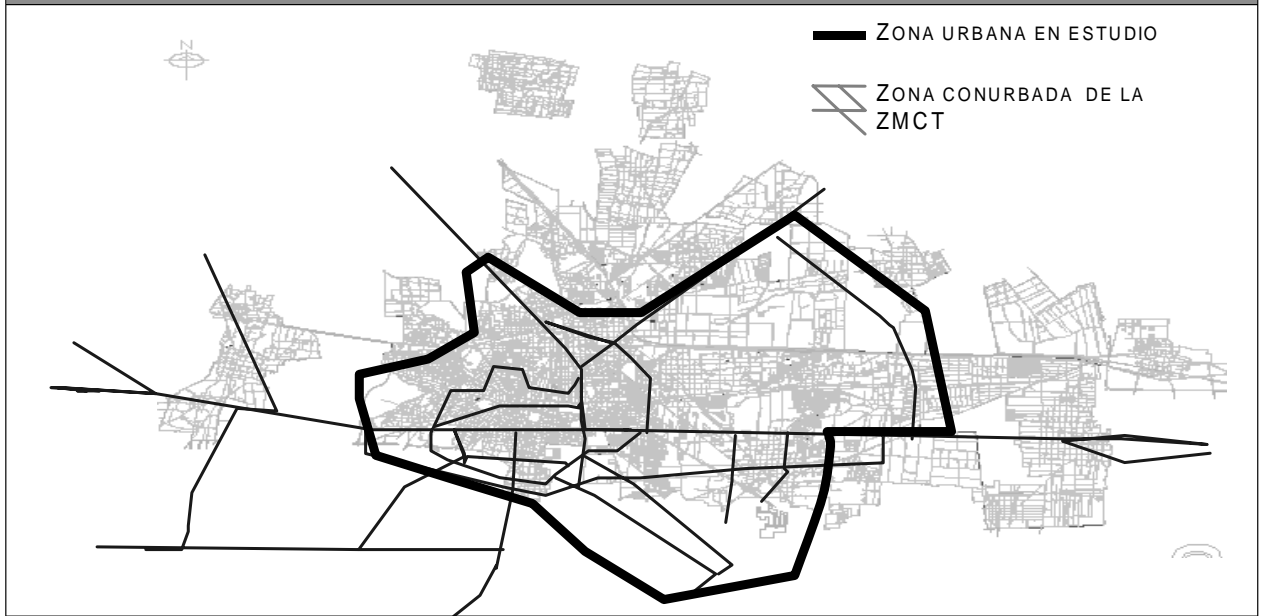 N
ZONA URBANA EN ESTUDIO
ZONA CONURBADA DE LA
ZMCT